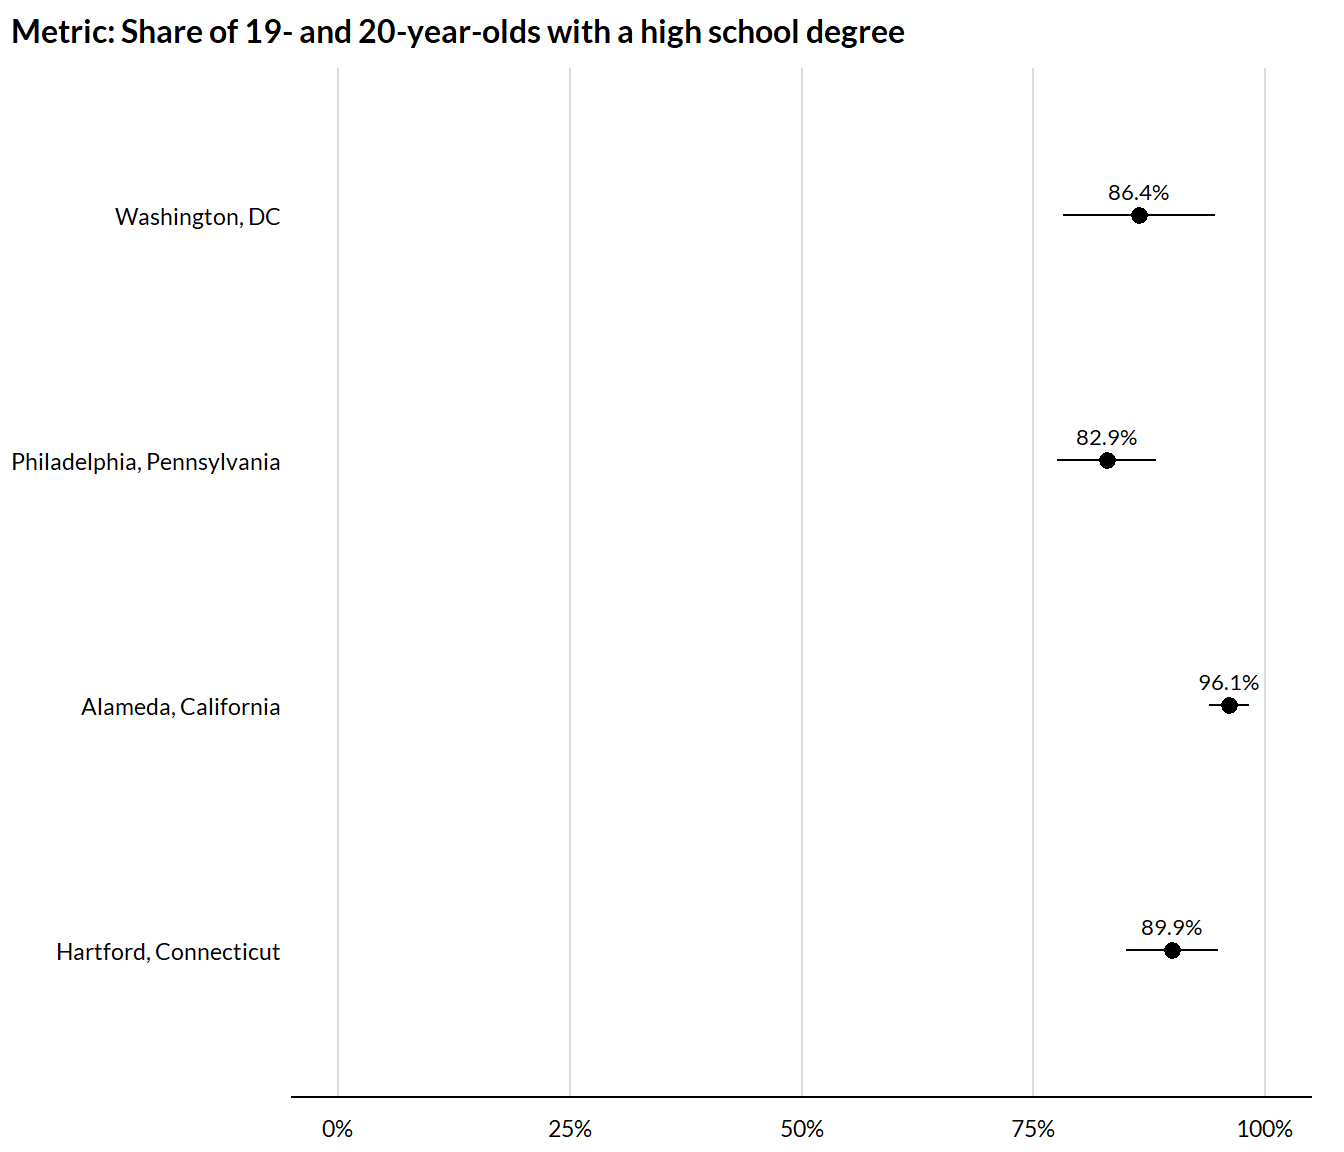 Metric: Share of 19- and 20-year-olds with a high school degree
86.4%
Washington, DC
82.9%
Philadelphia, Pennsylvania
96.1%
Alameda, California
89.9%
Hartford, Connecticut
0% 25% 50% 75% 100%